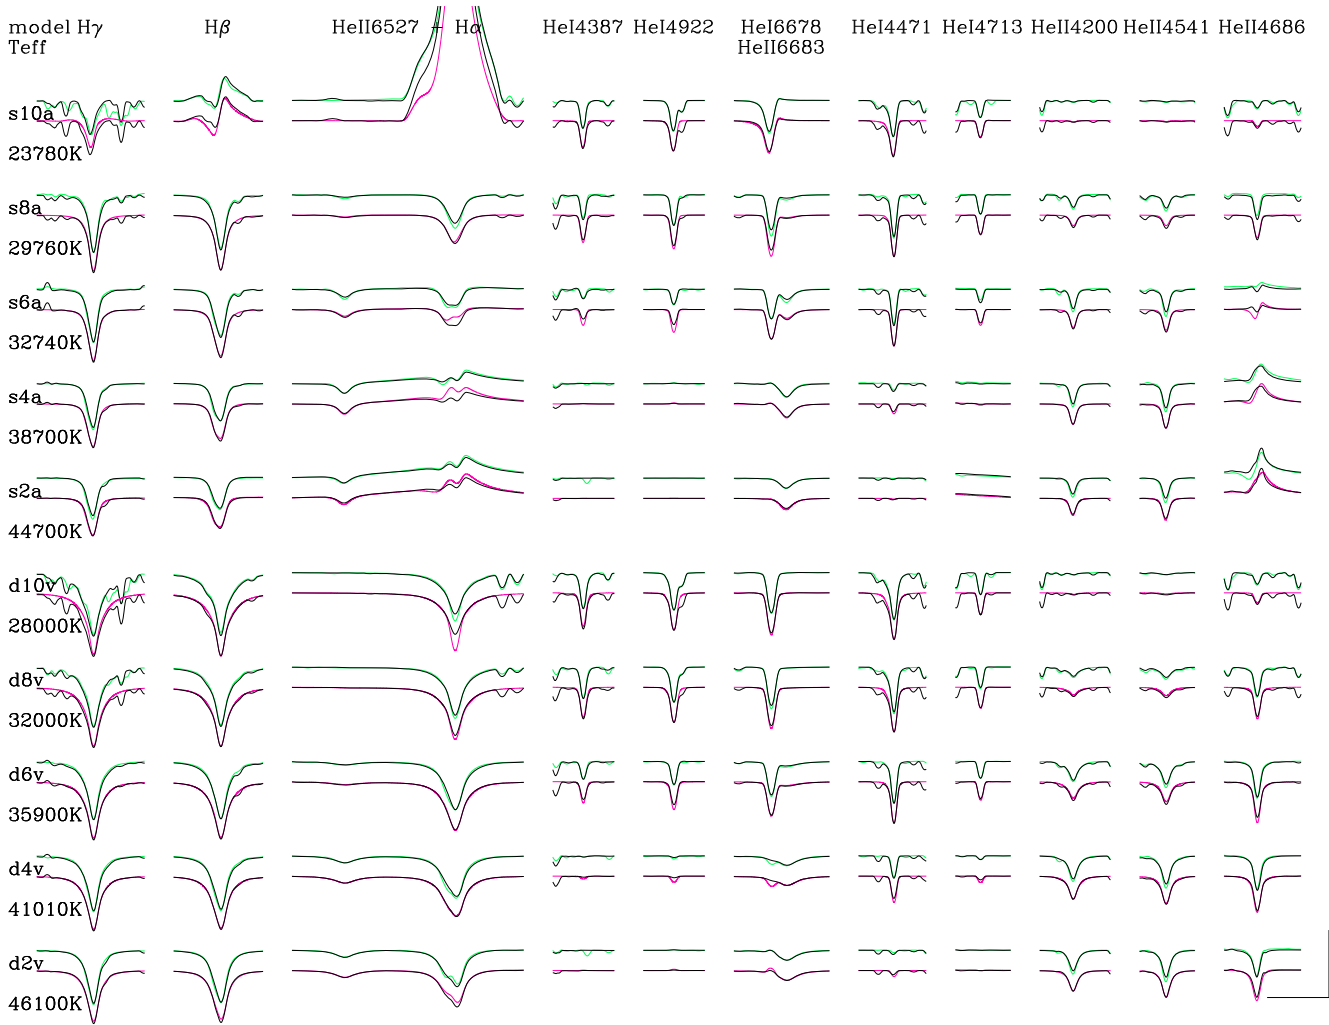 model Hγ Hβ HeII6527 + Hα HeI4387 HeI4922 HeI6678 HeI4471 HeI4713 HeII4200 HeII4541 HeII4686
Teff HeII6683
s10a
23780K
s8a
29760K
s6a
32740K
s4a
38700K
s2a
44700K
d10v
28000K
d8v
32000K
d6v
35900K
d4v
41010K
d2v
46100K